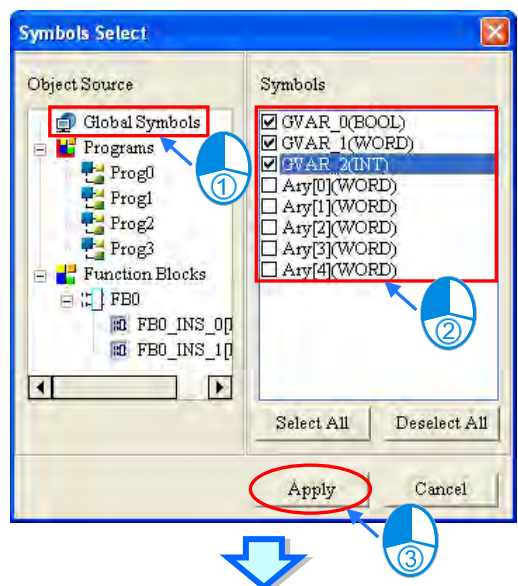 Symbols Select
Object Source
Global Symbols
Programs
Prog0
Prog1
Prog2
Prog3
Function Blocks
FB0
FB0_INS_0[
FB0_INS_1[
①
Symbols
GVAR_0(BOOL)
GVAR_1(WORD)
GVAR_2(INT)
Ary[0](WORD)
Ary[1](WORD)
Ary[2](WORD)
Ary[3](WORD)
Ary[4](WORD)
②
Select All
Deselect All
Apply
Cancel
③